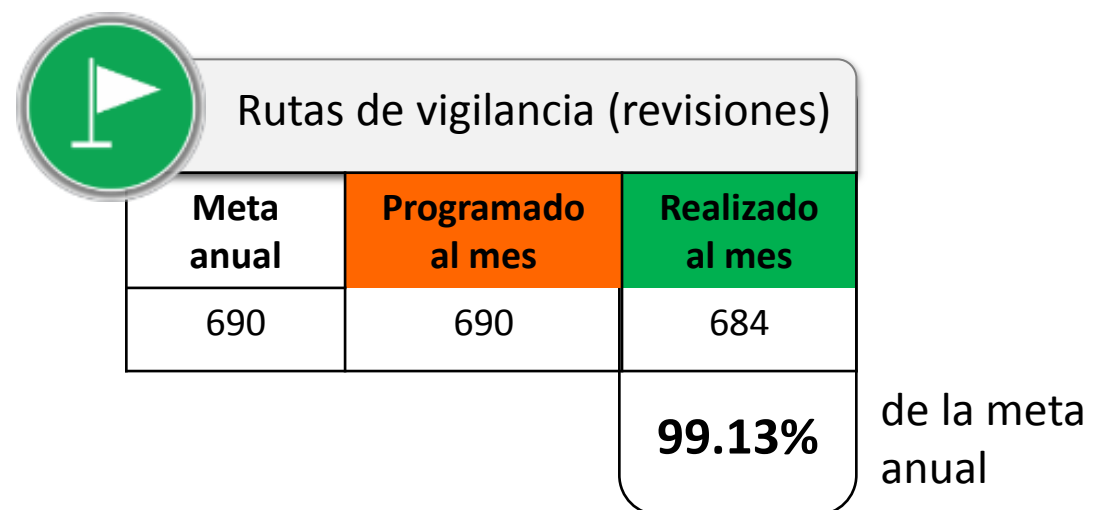 Rutas de vigilancia (revisiones)
Meta anual
Programado al mes
Realizado al mes
690
690
684
99.13%
de la meta
anual